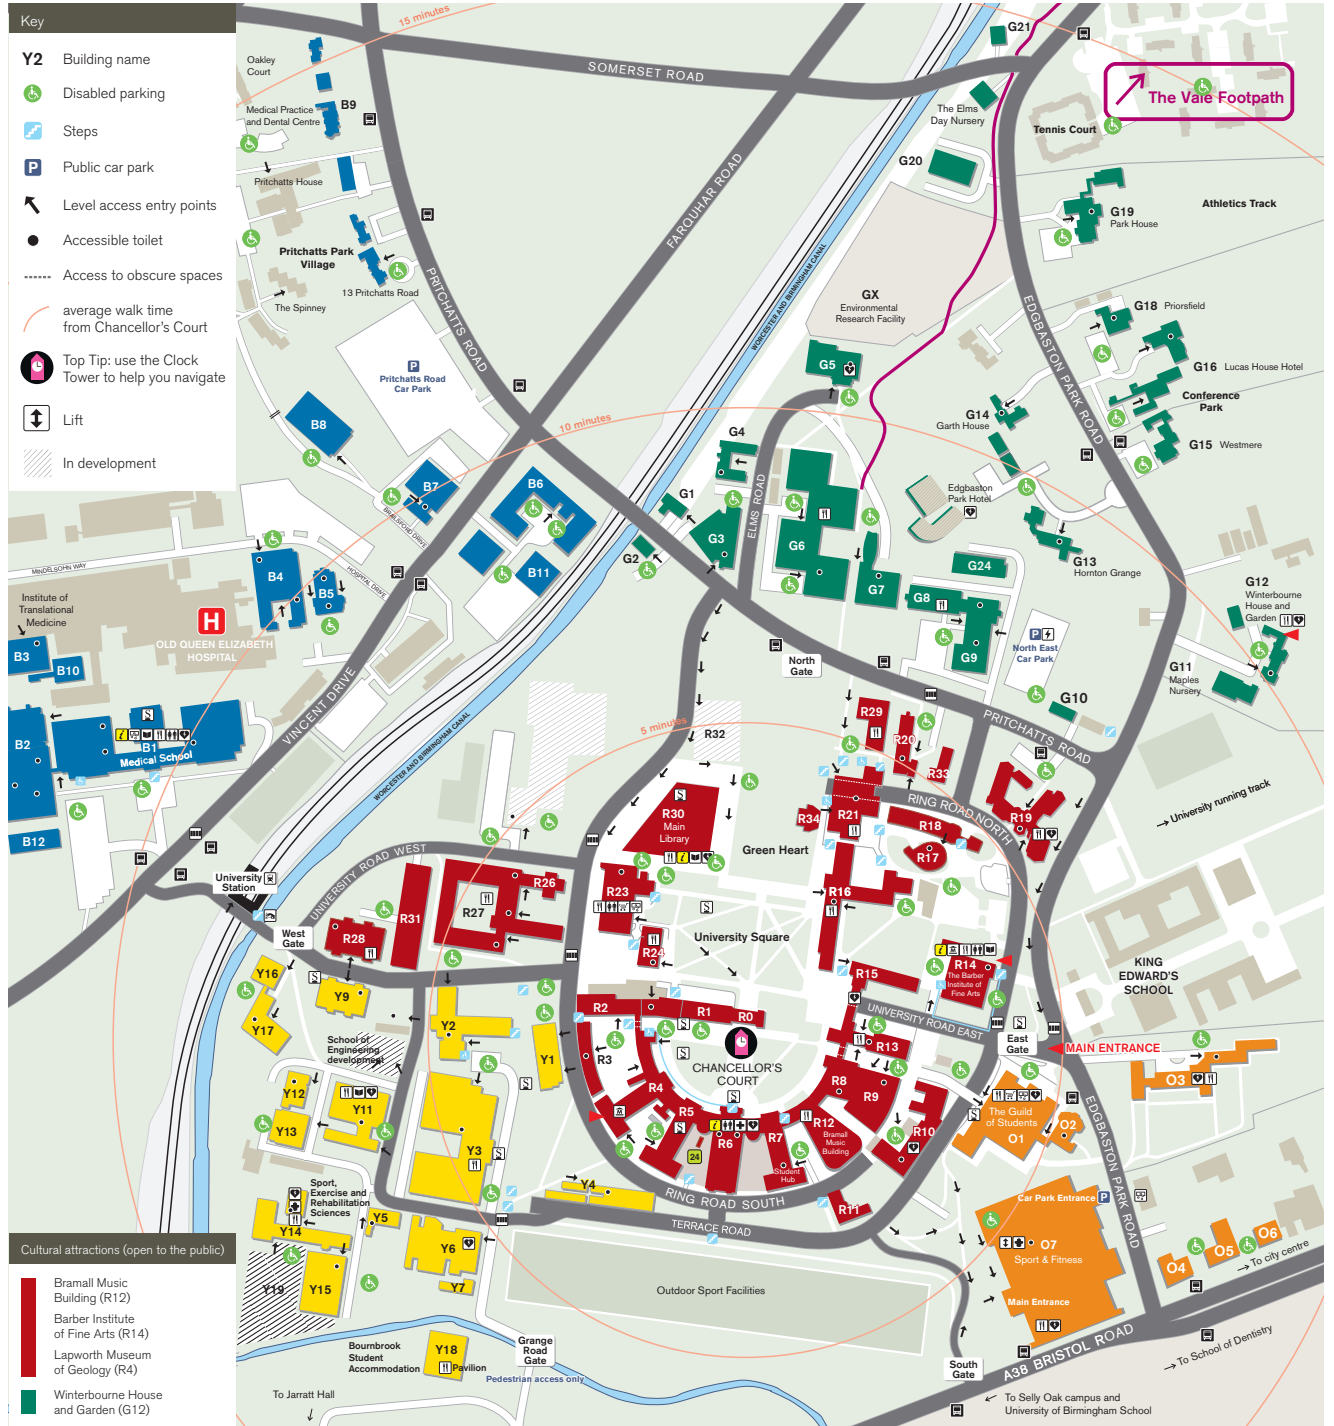 Key
Y2 Building name
Disabled parking
Steps
P Public car park
Level access entry points
Accessible toilet
Access to obscure spaces
average walk time
from Chancellor's Court
Top Tip: use the Clock
Tower to help you navigate
Lift
In development
15 minutes
SOMERSET ROAD
G21
The Vale Footpath
Oakley
Court
Medical Practice
and Dental Centre
B9
Pritchatts House
Pritchatts Park
Village
13 Pritchatts Road
The Spinney
PRITCHATTS ROAD
FARQUHAR ROAD
The Elms
Day Nursery
G20
Tennis Court
G19
Park House
Athletics Track
WORCESTER AND BIRMINGHAM CANAL
GX
Environmental
Research Facility
EDGBASTON PARK ROAD
G18 Priorsfield
G16 Lucas House Hotel
Conference
Park
G15 Westmere
G14
Garth House
G5
P
Pritchatts Road
Car Park
10 minutes
B8
B7
B6
B11
BRAILSFORD DRIVE
HOSPITAL DRIVE
MINDELSOHN WAY
G4
G1
G2
G3
ELMS ROAD
G6
G7
G8
G9
G24
Edgbaston
Park Hotel
G13
Hornton Grange
G12
Winterbourne
House and
Garden
G11
Maples
Nursery
G10
P
North East
Car Park
Institute of
Translational
Medicine
B3
B10
B4
B5
H
OLD QUEEN ELIZABETH
HOSPITAL
VINCENT DRIVE
B2
B1
Medical School
B12
WORCESTER AND BIRMINGHAM CANAL
North
Gate
PRITCHATTS ROAD
5 minutes
R32
R29
R20
R33
R30
Main
Library
R34
R21
RING ROAD NORTH
R18
R17
R19
Green Heart
University running track
University
Station
UNIVERSITY ROAD WEST
West
Gate
R31
R28
R27
R26
R23
R24
R16
University Square
R15
R14
The Barber
Institute of
Fine Arts
KING
EDWARD'S
SCHOOL
UNIVERSITY ROAD EAST
East
Gate
MAIN ENTRANCE
Y16
Y17
Y9
Y2
Y1
School of
Engineering
development
Y12
Y13
Y11
Y3
R2
R1
R0
R3
R4
R5
R6
R7
R8
R9
R10
R11
R12
Bramall
Music
Building
R13
CHANCELLOR'S
COURT
24
Student
Hub
The Guild
of Students
O1
O2
O3
EDGBASTON PARK ROAD
Sport,
Exercise and
Rehabilitation
Sciences
Y14
Y5
Y4
Y6
Y7
Y19
Y15
RING ROAD SOUTH
TERRACE ROAD
Car Park Entrance P
O7
Sport & Fitness
Main Entrance
O4
O5
O6
To city centre
Outdoor Sport Facilities
A38 BRISTOL ROAD
To School of Dentistry
Bournbrook
Student
Accommodation
Y18
Pavilion
Grange
Road
Gate
Pedestrian access only
South
Gate
To Jarratt Hall
To Selly Oak campus and
University of Birmingham School
Cultural attractions (open to the public)
Bramall Music
Building (R12)
Barber Institute
of Fine Arts (R14)
Lapworth Museum
of Geology (R4)
Winterbourne House
and Garden (G12)